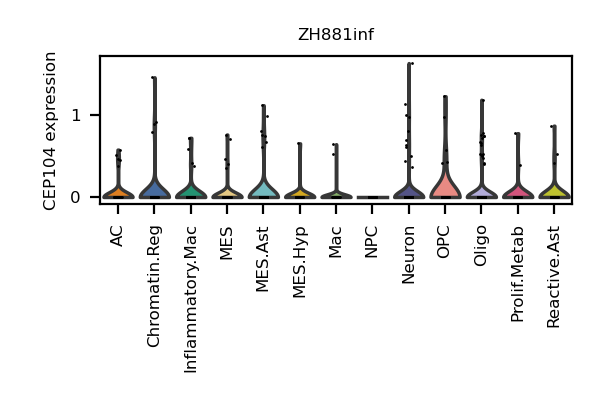 ZH881inf
CEP104 expression
1
0
AC
Chromatin.Reg
Inflammatory.Mac
MES
MES.Ast
MES.Hyp
Mac
NPC
Neuron
OPC
Oligo
Prolif.Metab
Reactive.Ast